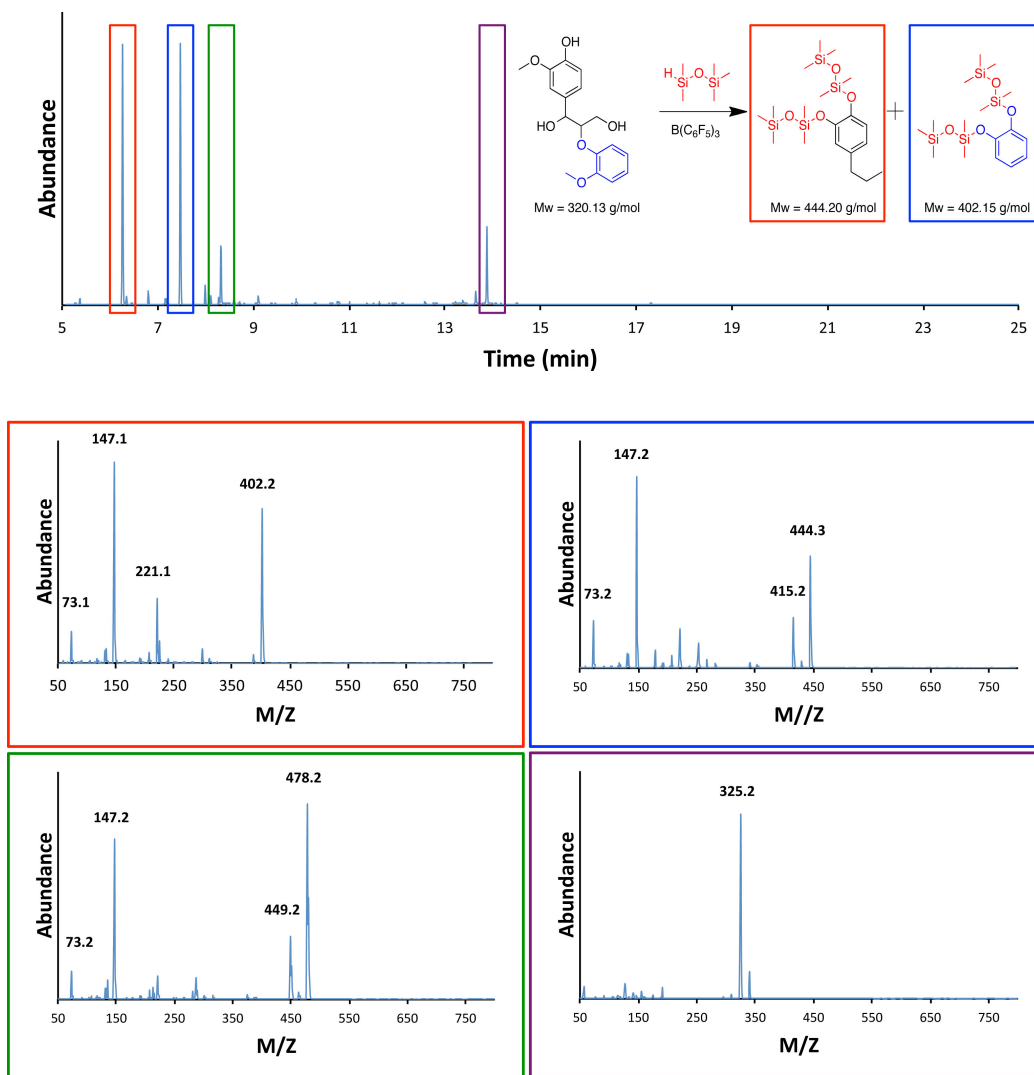 Abundance
5 7 9 11 13 15 17 19 21 23 25
Time (min)
OH
O
HO
OH
O
O
Mw = 320.13 g/mol
H
Si O Si
B(C6F5)3
Si
O
Si O
Si O Si O
Mw = 444.20 g/mol
+
Si
O
Si
O
Si O Si O
Mw = 402.15 g/mol
Abundance
147.1
402.2
221.1
73.1
50 150 250 350 450 550 650 750
M/Z
Abundance
147.2
444.3
415.2
73.2
50 150 250 350 450 550 650 750
M//Z
Abundance
478.2
147.2
449.2
73.2
50 150 250 350 450 550 650 750
M/Z
Abundance
325.2
50 150 250 350 450 550 650 750
M/Z